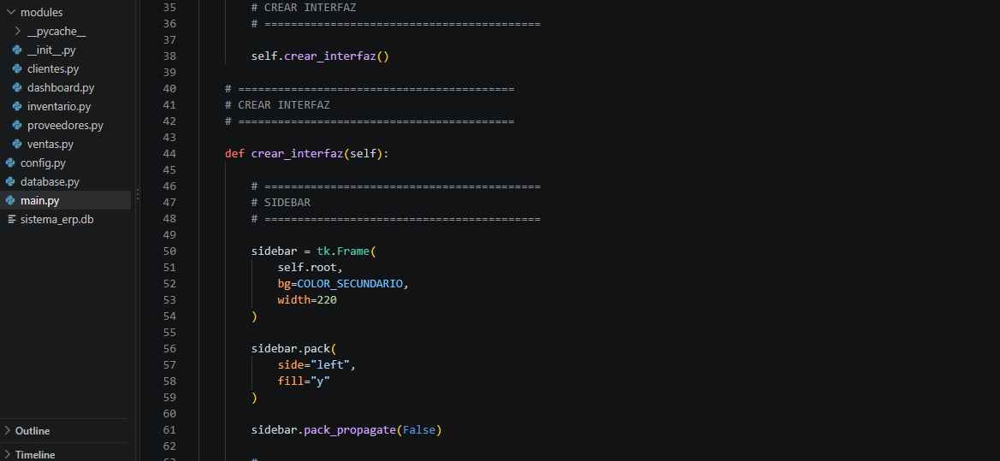 modules
__pycache__
__init__.py
clientes.py
dashboard.py
inventario.py
proveedores.py
ventas.py
config.py
database.py
main.py
sistema_erp.db
Outline
Timeline
35 # CREAR INTERFAZ
36 # ==========================================
37
38 self.crear_interfaz()
39
40 # ==========================================
41 # CREAR INTERFAZ
42 # ==========================================
43
44 def crear_interfaz(self):
45
46 # ==========================================
47 # SIDEBAR
48 # ==========================================
49
50 sidebar = tk.Frame(
51 self.root,
52 bg=COLOR_SECUNDARIO,
53 width=220
54 )
55
56 sidebar.pack(
57 side="left",
58 fill="y"
59 )
60
61 sidebar.pack_propagate(False)
62